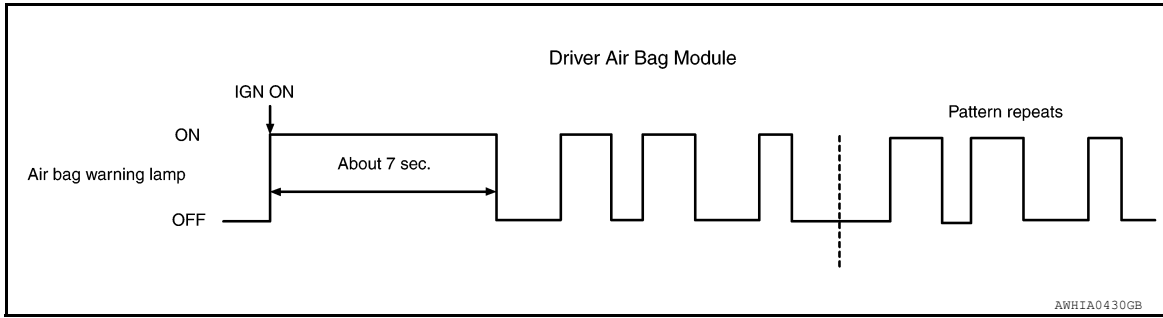 Driver Air Bag Module
IGN ON
Pattern repeats
ON
About 7 sec.
Air bag warning lamp
OFF
AWHIA0430GB